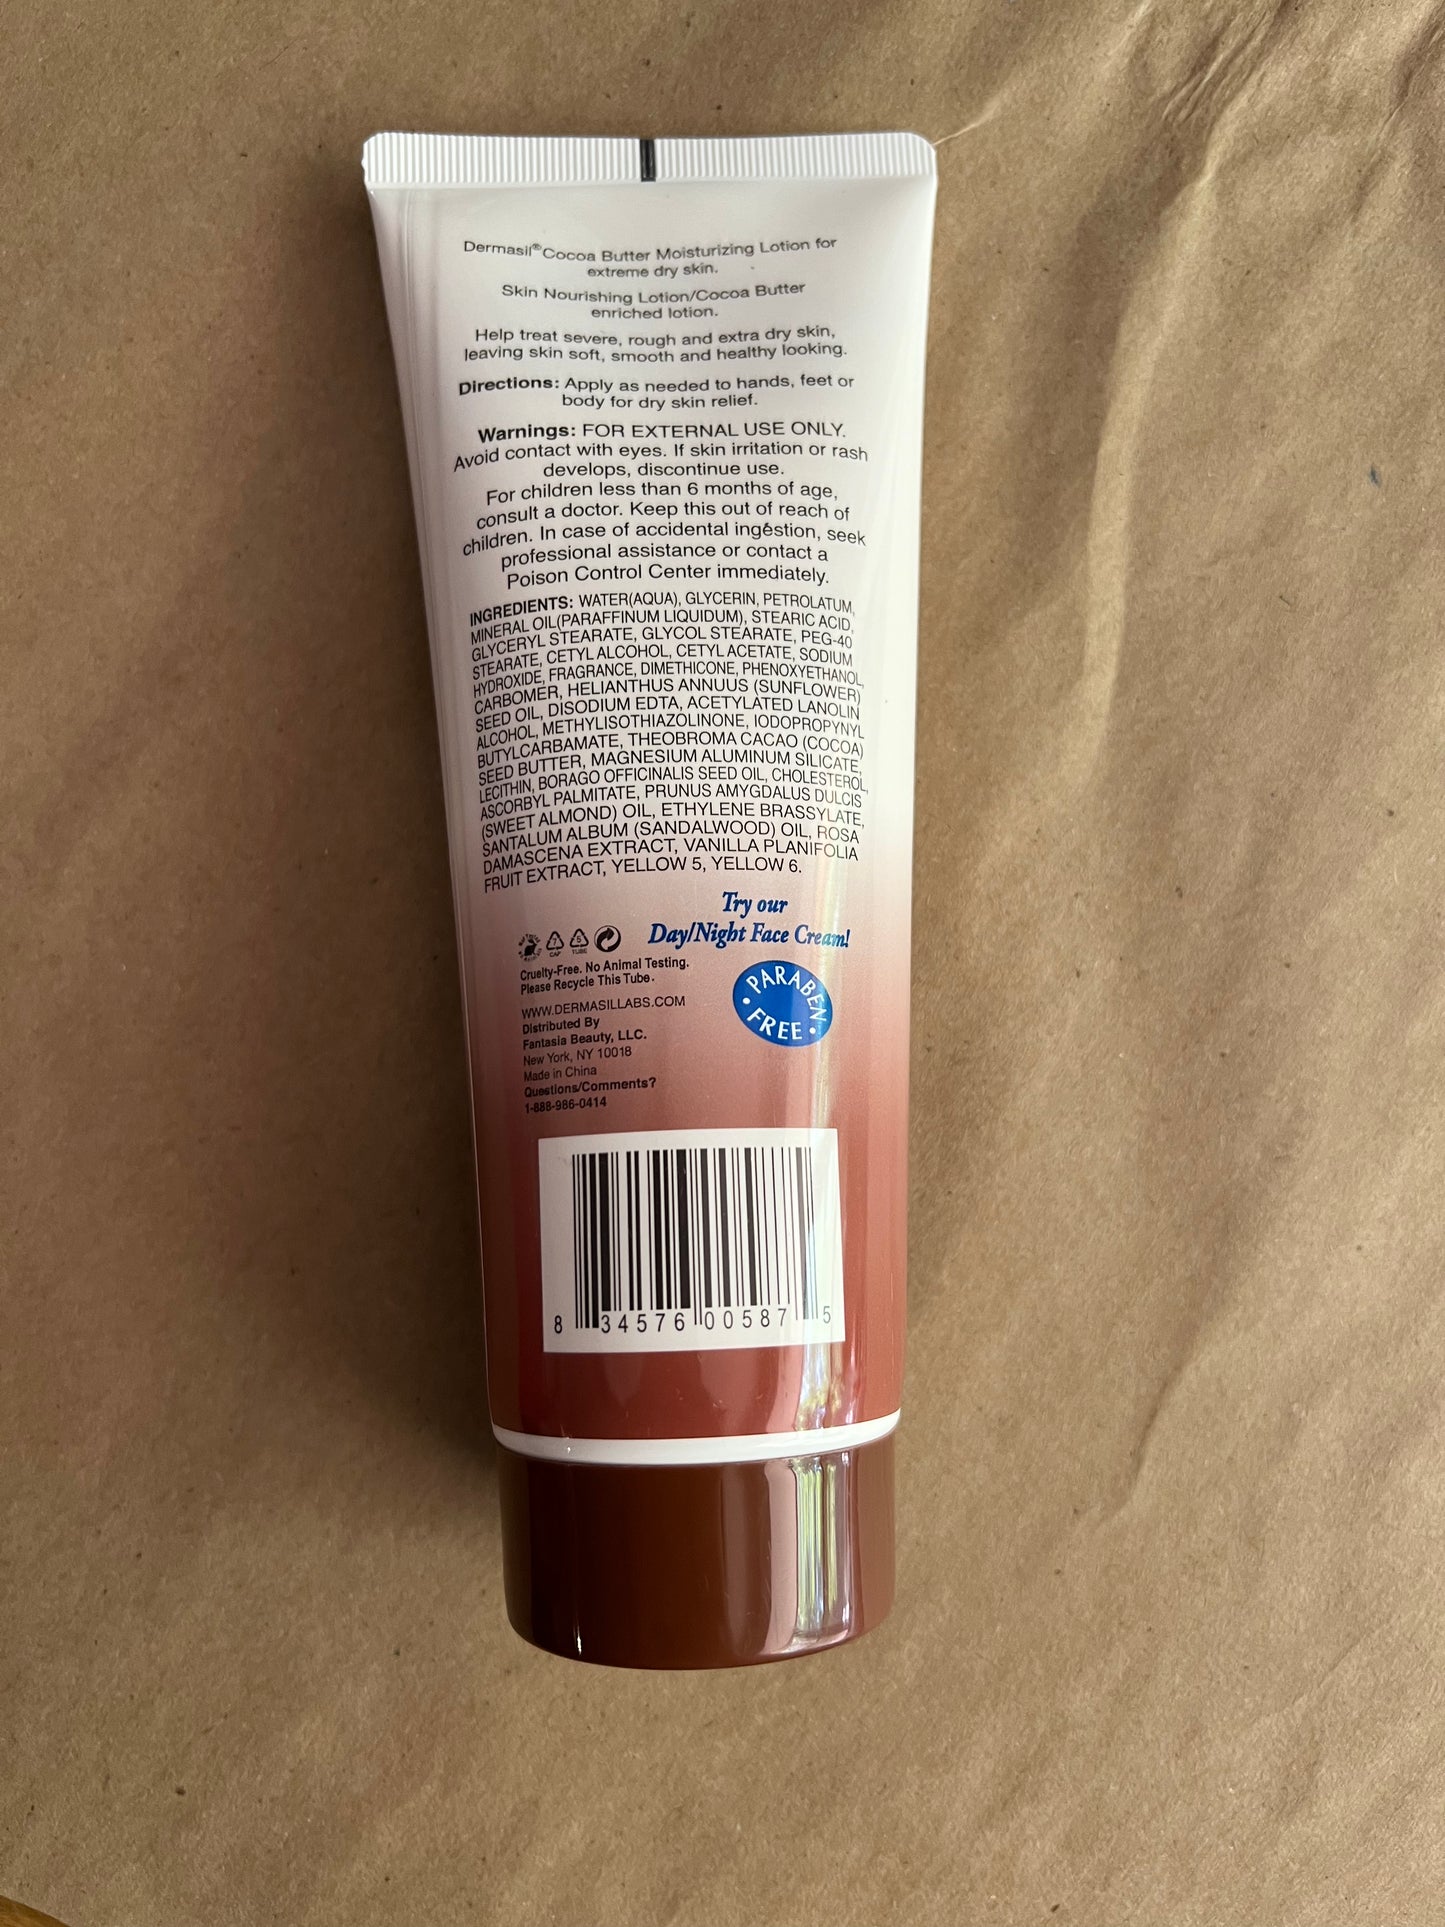 Dermasil® Cocoa Butter Moisturizing Lotion for
extreme dry skin.
Skin Nourishing Lotion/Cocoa Butter
enriched lotion.
Help treat severe, rough and extra dry skin,
leaving skin soft, smooth and healthy looking.
Directions: Apply as needed to hands, feet or
body for dry skin relief.
Warnings: FOR EXTERNAL USE ONLY.
Avoid contact with eyes. If skin irritation or rash
develops, discontinue use.
For children less than 6 months of age,
consult a doctor. Keep this out of reach of
children. In case of accidental ingestion, seek
professional assistance or contact a
Poison Control Center immediately.
INGREDIENTS: WATER(AQUA), GLYCERIN, PETROLATUM,
MINERAL OIL(PARAFFINUM LIQUIDUM), STEARIC ACID,
GLYCERYL STEARATE, GLYCOL STEARATE, PEG-40
STEARATE, CETYL ALCOHOL, CETYL ACETATE, SODIUM
HYDROXIDE, FRAGRANCE, DIMETHICONE, PHENOXYETHANOL,
CARBOMER, HELIANTHUS ANNUUS (SUNFLOWER)
SEED OIL, DISODIUM EDTA, ACETYLATED LANOLIN
ALCOHOL, METHYLISOTHIAZOLINONE, IODOPROPYNYL
BUTYLCARBAMATE, THEOBROMA CACAO (COCOA)
SEED BUTTER, MAGNESIUM ALUMINUM SILICATE,
LECITHIN, BORAGO OFFICINALIS SEED OIL, CHOLESTEROL,
ASCORBYL PALMITATE, PRUNUS AMYGDALUS DULCIS
(SWEET ALMOND) OIL, ETHYLENE BRASSYLATE,
SANTALUM ALBUM (SANDALWOOD) OIL, ROSA
DAMASCENA EXTRACT, VANILLA PLANIFOLIA
FRUIT EXTRACT, YELLOW 5, YELLOW 6.
Try our
Day/Night Face Cream!
7 5
CAP TUBE
Cruelty-Free. No Animal Testing.
Please Recycle This Tube.
PARABEN
FREE
WWW.DERMASILLABS.COM
Distributed By
Fantasia Beauty, LLC.
New York, NY 10018
Made in China
Questions/Comments?
1-888-986-0414
8 34576 00587 5